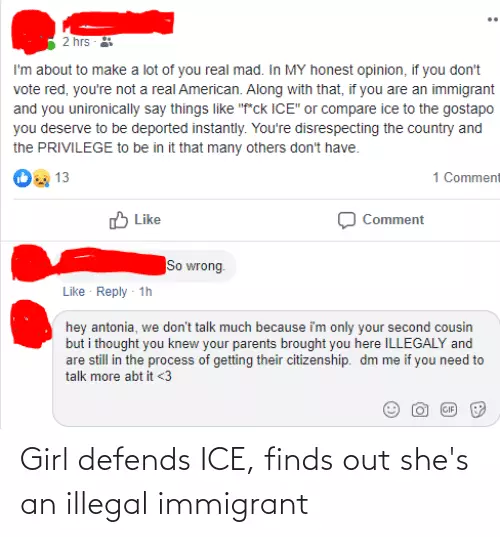 2 hrs ·
I'm about to make a lot of you real mad. In MY honest opinion, if you don't
vote red, you're not a real American. Along with that, if you are an immigrant
and you unironically say things like "f*ck ICE" or compare ice to the gostapo
you deserve to be deported instantly. You're disrespecting the country and
the PRIVILEGE to be in it that many others don't have.
13
1 Comment
Like
Comment
So wrong.
Like · Reply · 1h
hey antonia, we don't talk much because i'm only your second cousin
but i thought you knew your parents brought you here ILLEGALY and
are still in the process of getting their citizenship. dm me if you need to
talk more abt it <3
GIF
Girl defends ICE, finds out she's
an illegal immigrant